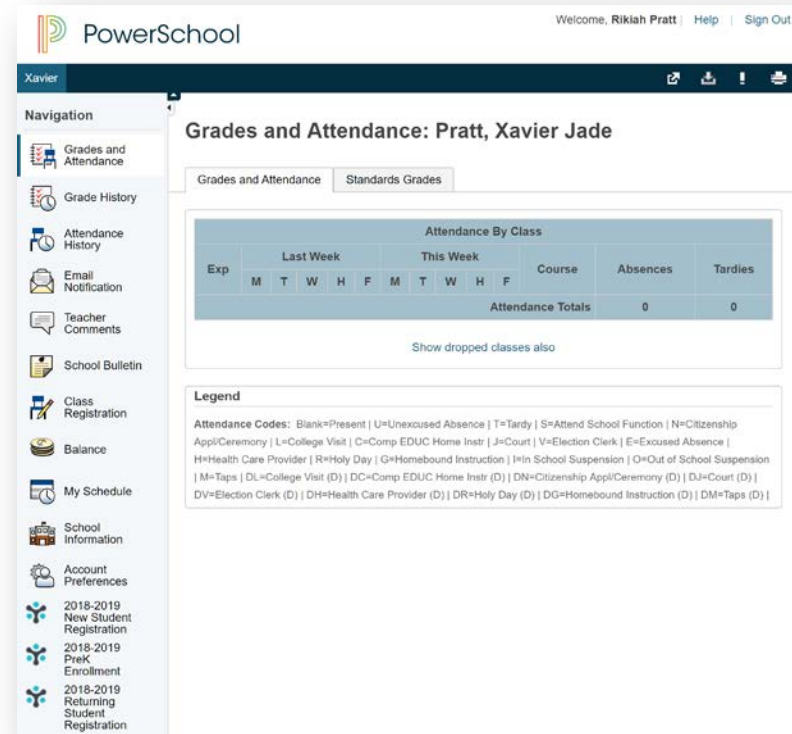 PowerSchool
Welcome, Rikiah Pratt | Help | Sign Out
Xavier
Navigation
Grades and
Attendance
Grade History
Attendance
History
Email
Notification
Teacher
Comments
School Bulletin
Class
Registration
Balance
My Schedule
School
Information
Account
Preferences
2018-2019
New Student
Registration
2018-2019
PreK
Enrollment
2018-2019
Returning
Student
Registration
Grades and Attendance: Pratt, Xavier Jade
Grades and Attendance Standards Grades
Attendance By Class
Exp Last Week This Week Course Absences Tardies
M T W H F M T W H F
Attendance Totals 0 0
Show dropped classes also
Legend
Attendance Codes: Blank=Present | U=Unexcused Absence | T=Tardy | S=Attend School Function | N=Citizenship
Appl/Ceremony | L=College Visit | C=Comp EDUC Home Instr | J=Court | V=Election Clerk | E=Excused Absence |
H=Health Care Provider | R=Holy Day | G=Homebound Instruction | I=In School Suspension | O=Out of School Suspension
| M=Taps | DL=College Visit (D) | DC=Comp EDUC Home Instr (D) | DN=Citizenship Appl/Ceremony (D) | DJ=Court (D) |
DV=Election Clerk (D) | DH=Health Care Provider (D) | DR=Holy Day (D) | DG=Homebound Instruction (D) | DM=Taps (D) |